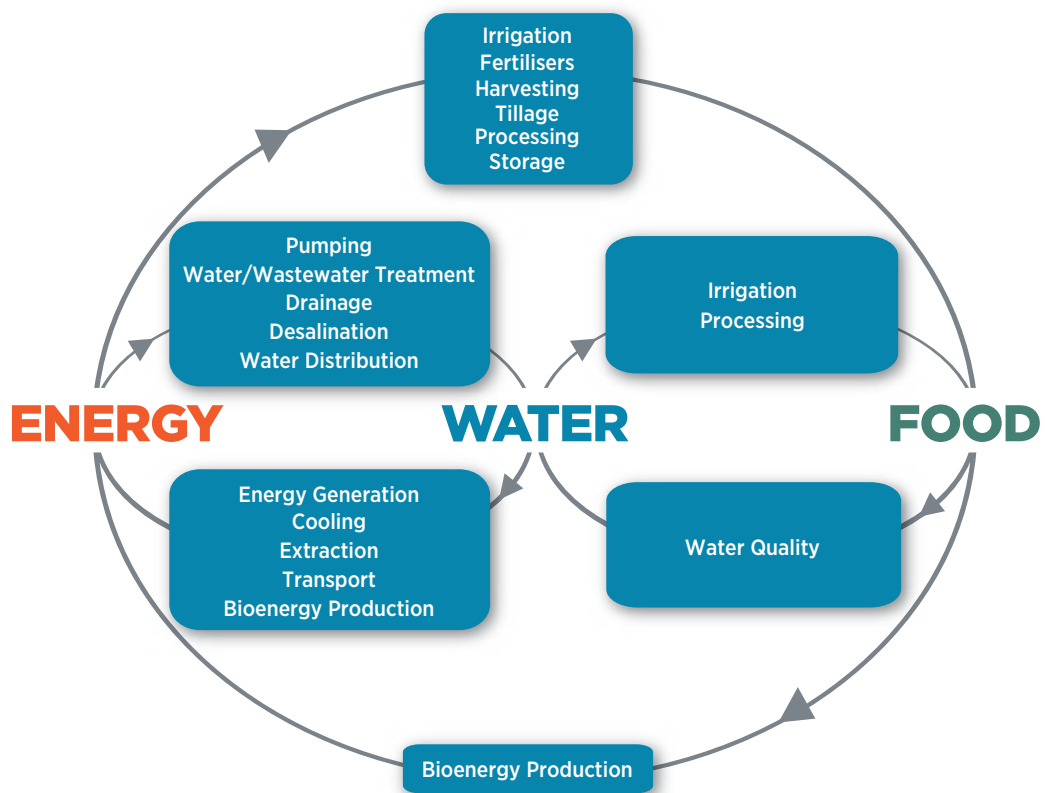 Irrigation
Fertilisers
Harvesting
Tillage
Processing
Storage
Pumping
Water/Wastewater Treatment
Drainage
Desalination
Water Distribution
Irrigation
Processing
ENERGY
WATER
FOOD
Energy Generation
Cooling
Extraction
Transport
Bioenergy Production
Water Quality
Bioenergy Production